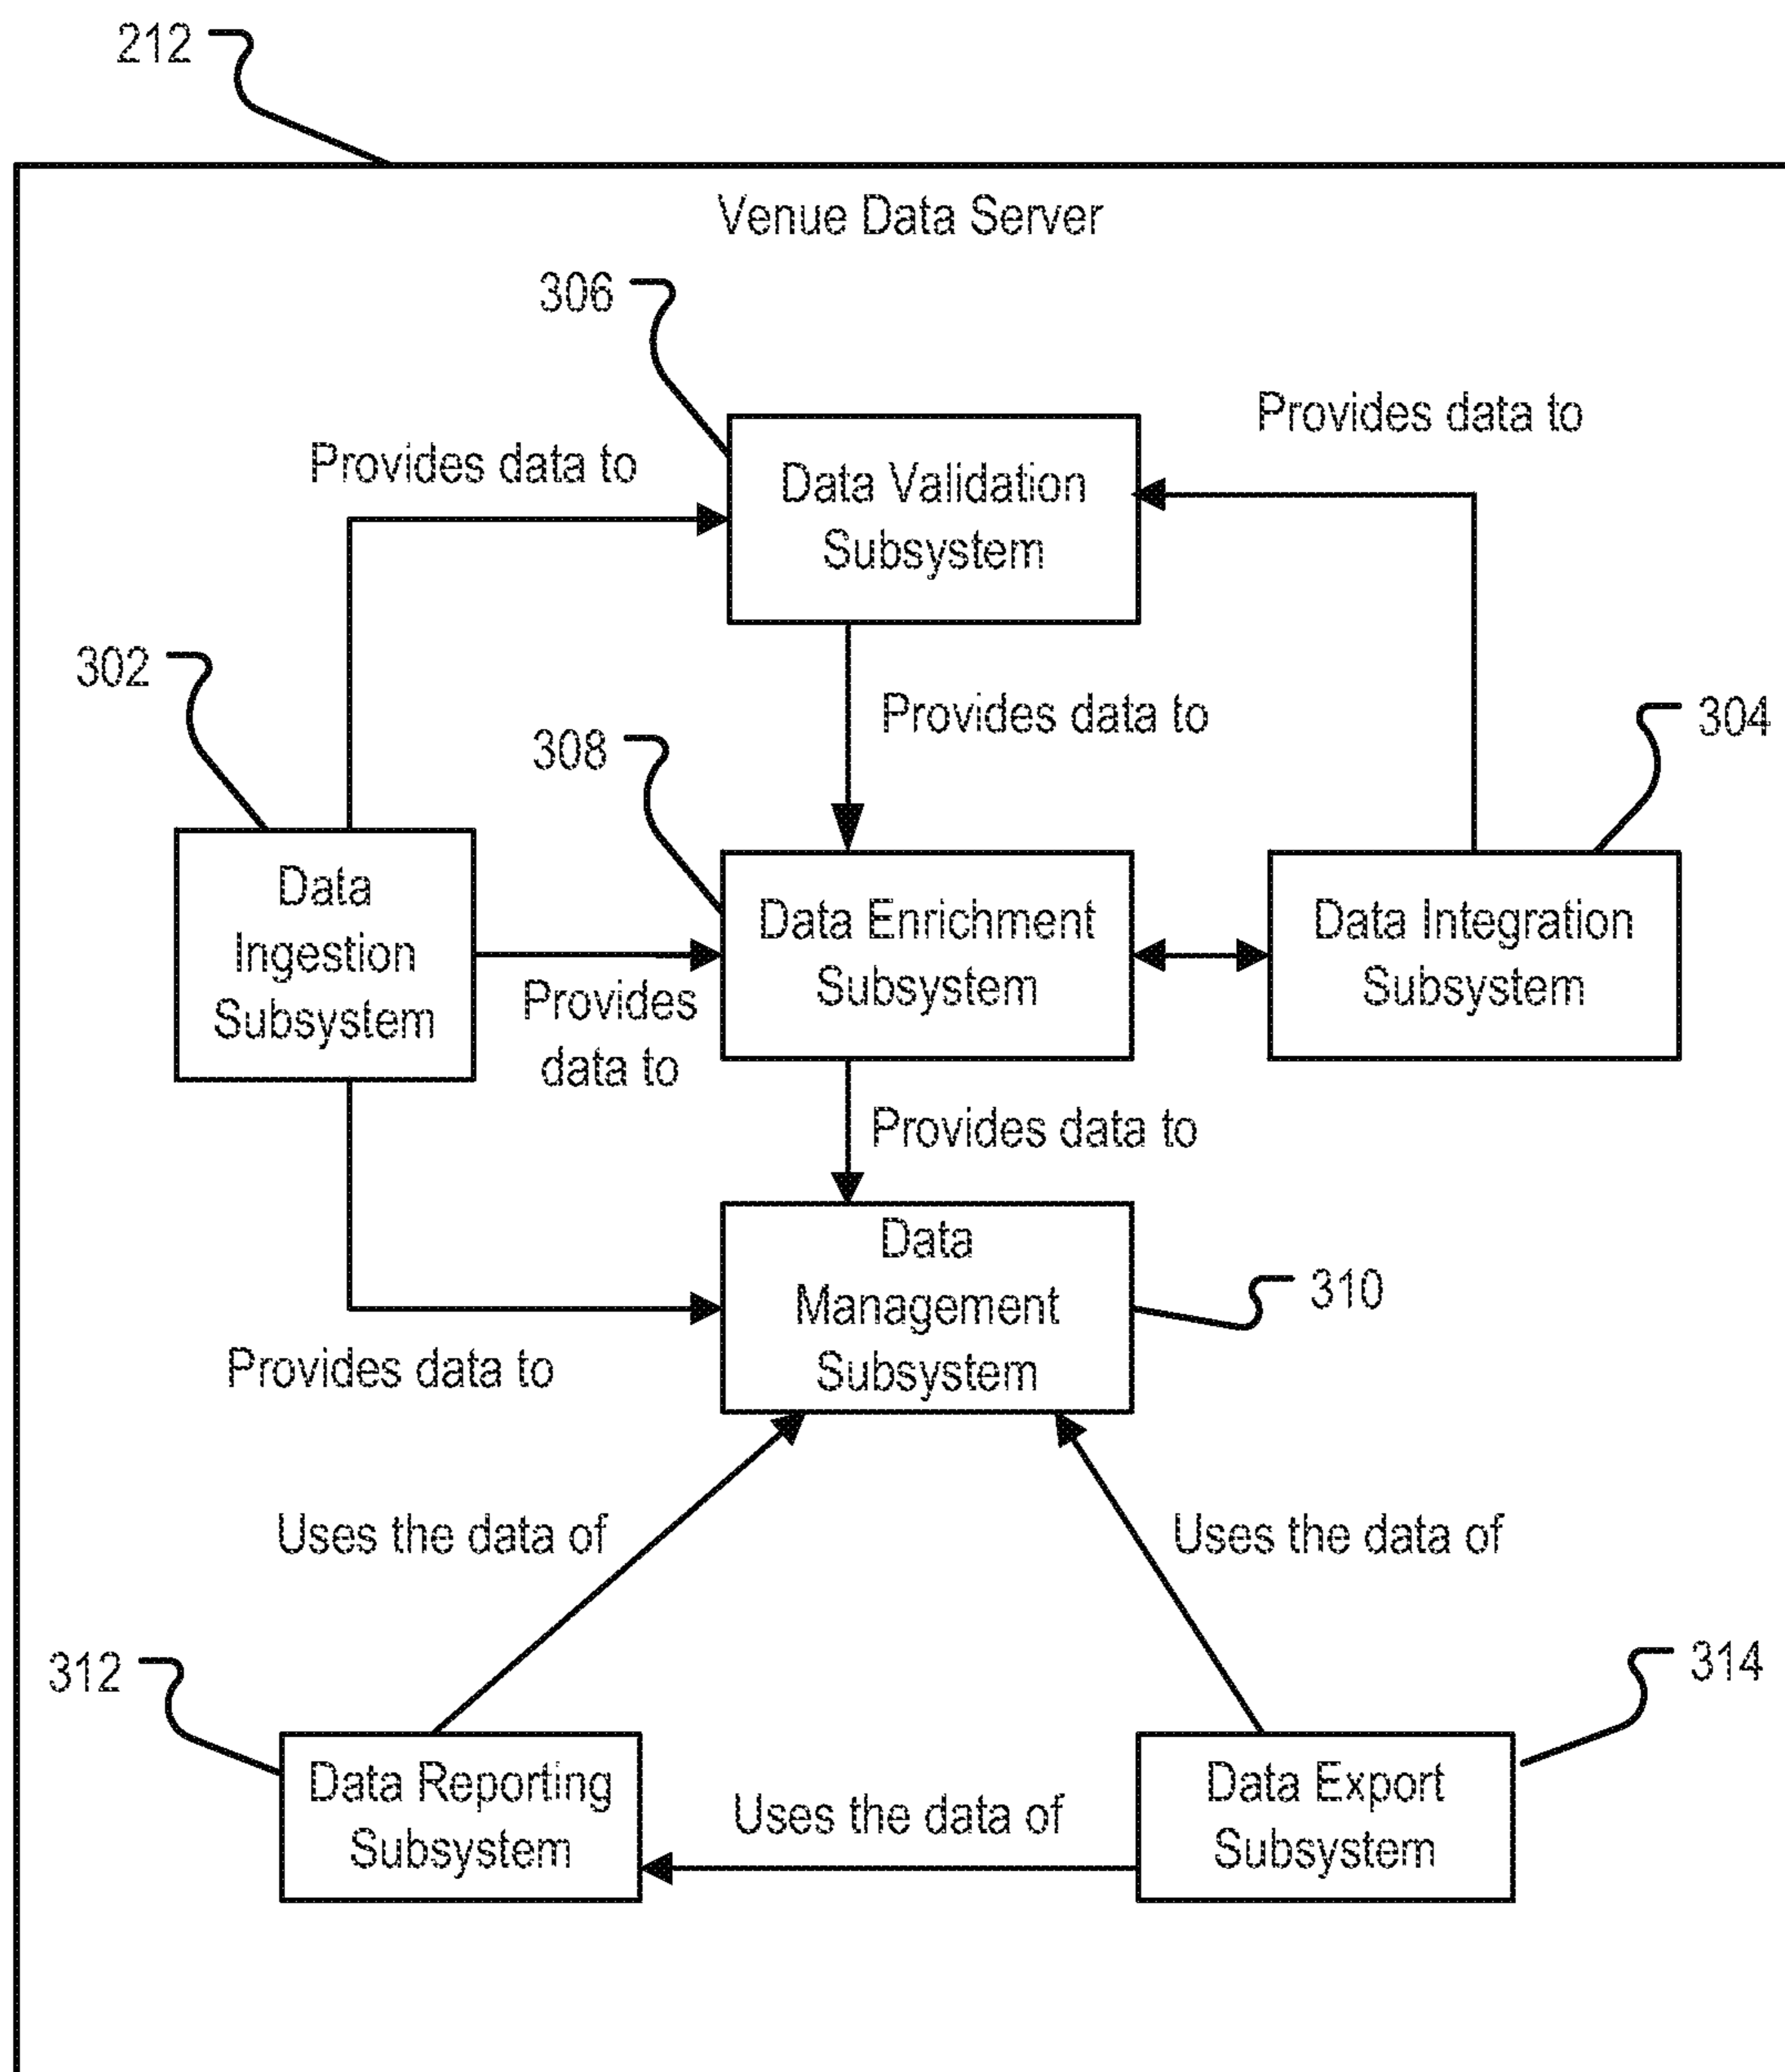 212
Venue Data Server
306
Provides data to
Provides data to
Data Validation
Subsystem
302
Provides data to
304
308
Data
Ingestion
Subsystem
Data Enrichment
Subsystem
Data Integration
Subsystem
Provides
data to
Provides data to
Data
Management
Subsystem
310
Provides data to
Uses the data of
Uses the data of
312
314
Data Reporting
Subsystem
Uses the data of
Data Export
Subsystem